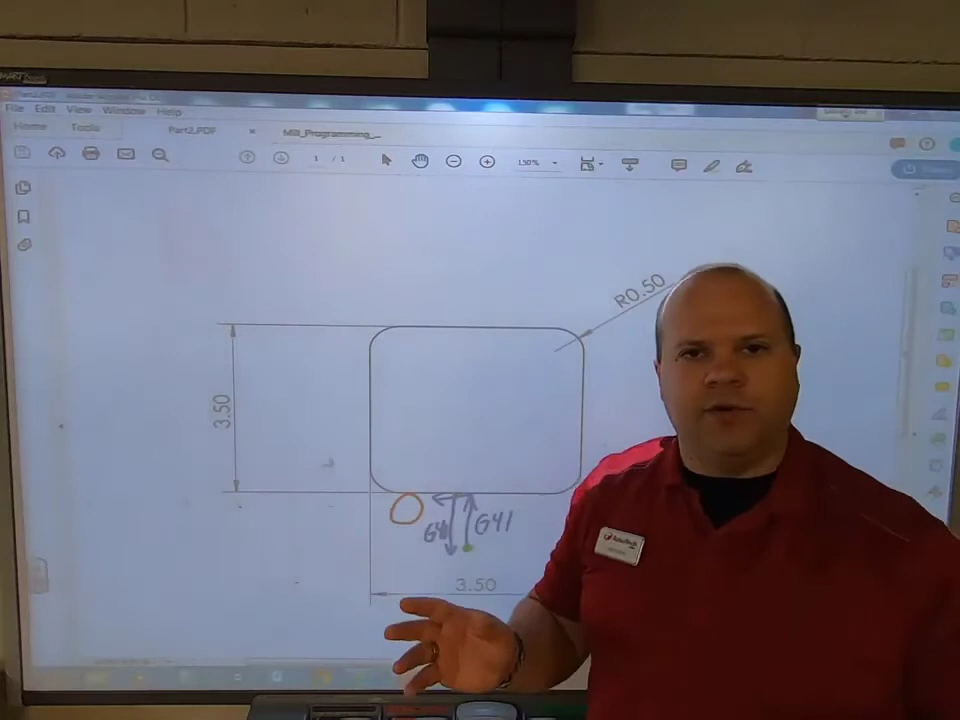 File Edit View Window Help
Home Tools
Part2.PDF
Mill_Programming_...
1 / 1
150%
R0.50
3.50
G41
3.50